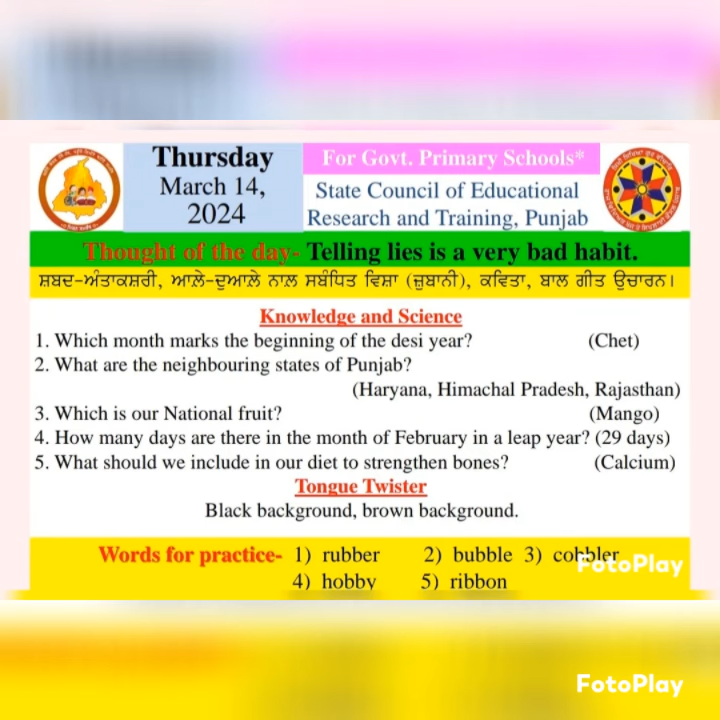 Thursday
March 14,
2024
For Govt. Primary Schools*
State Council of Educational
Research and Training, Punjab
Thought of the day- Telling lies is a very bad habit.
ਸ਼ਬਦ-ਅੰਤਾਕਸ਼ਰੀ, ਆਲ਼ੇ-ਦੁਆਲ਼ੇ ਨਾਲ਼ ਸਬੰਧਿਤ ਵਿਸ਼ਾ (ਜ਼ੁਬਾਨੀ), ਕਵਿਤਾ, ਬਾਲ ਗੀਤ ਉਚਾਰਨ।
Knowledge and Science
1. Which month marks the beginning of the desi year? (Chet)
2. What are the neighbouring states of Punjab?
(Haryana, Himachal Pradesh, Rajasthan)
3. Which is our National fruit? (Mango)
4. How many days are there in the month of February in a leap year? (29 days)
5. What should we include in our diet to strengthen bones? (Calcium)
Tongue Twister
Black background, brown background.
Words for practice- 1) rubber 2) bubble 3) cobbler
4) hobby 5) ribbon
FotoPlay
FotoPlay